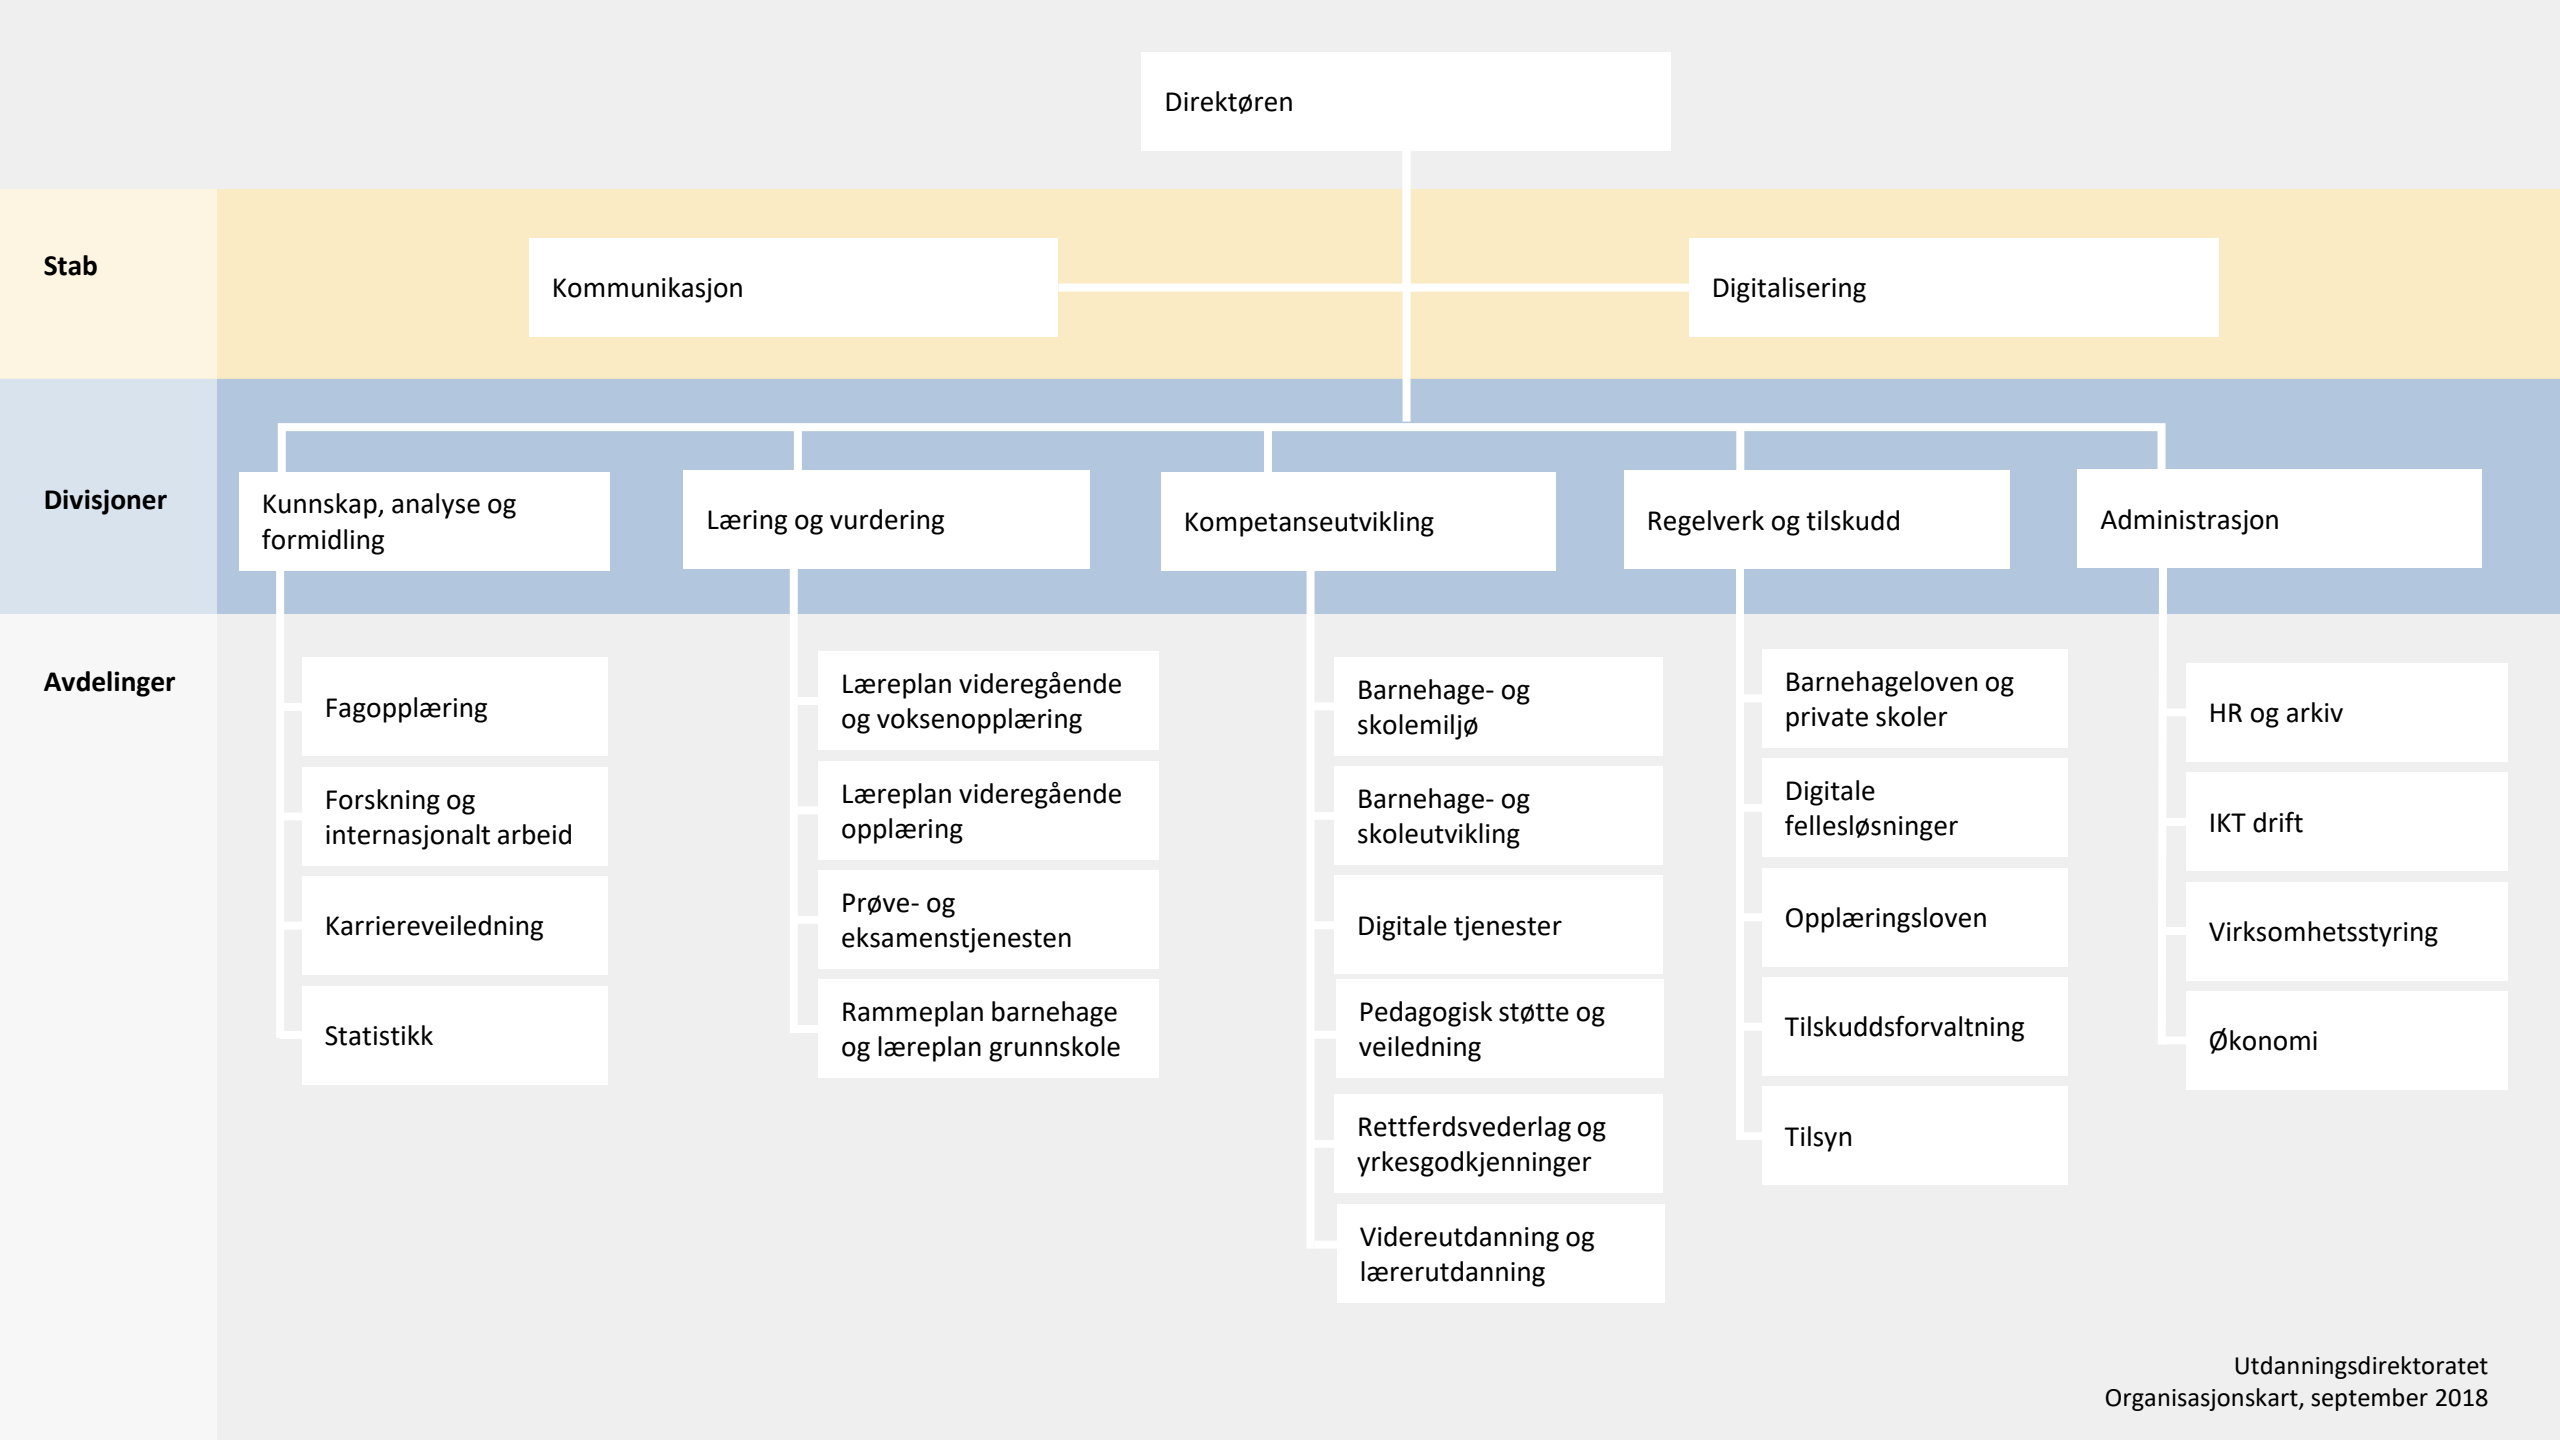 Direktøren
Stab
Kommunikasjon
Digitalisering
Divisjoner
Kunnskap, analyse og
formidling
Læring og vurdering
Kompetanseutvikling
Regelverk og tilskudd
Administrasjon
Avdelinger
Fagopplæring
Forskning og
internasjonalt arbeid
Karriereveiledning
Statistikk
Læreplan videregående
og voksenopplæring
Læreplan videregående
opplæring
Prøve- og
eksamenstjenesten
Rammeplan barnehage
og læreplan grunnskole
Barnehage- og
skolemiljø
Barnehage- og
skoleutvikling
Digitale tjenester
Pedagogisk støtte og
veiledning
Rettferdsvederlag og
yrkesgodkjenninger
Videreutdanning og
lærerutdanning
Barnehageloven og
private skoler
Digitale
fellesløsninger
Opplæringsloven
Tilskuddsforvaltning
Tilsyn
HR og arkiv
IKT drift
Virksomhetsstyring
Økonomi
Utdanningsdirektoratet
Organisasjonskart, september 2018